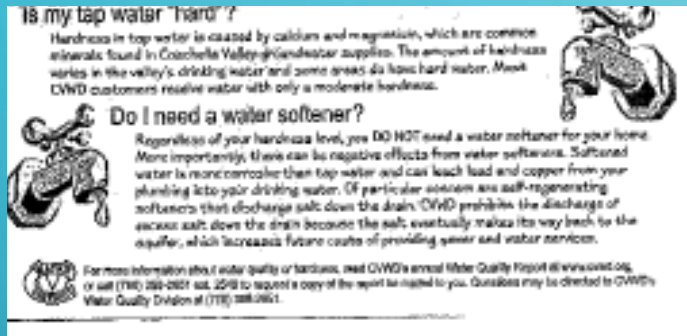 Is my tap water "hard"?
Hardness in tap water is caused by calcium and magnesium, which are common
minerals found in Coachella Valley groundwater supplies. The amount of hardness
varies in the valley's drinking water and some areas do have hard water. Most
CVWD customers receive water with only a moderate hardness.
Do I need a water softener?
Regardless of your hardness level, you DO NOT need a water softener for your home.
More importantly, there can be negative effects from water softeners. Softened
water is more corrosive than tap water and can leach lead and copper from your
plumbing into your drinking water. Of particular concern are self-regenerating
softeners that discharge salt down the drain. CVWD prohibits the discharge of
excess salt down the drain because the salt eventually makes its way back to the
aquifer, which increases future costs of providing sewer and water services.
For more information about water quality or hardness, read CVWD's annual Water Quality Report at www.cvwd.org,
or call (760) to request a copy of the report be mailed to you. Questions may be directed to CVWD's
Water Quality Division at (760)